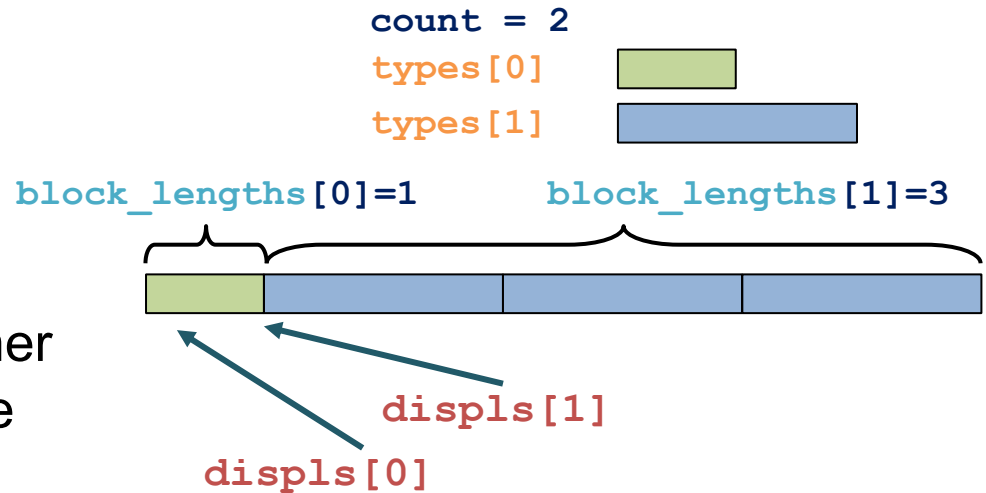 count = 2
types[0]
types[1]
block_lengths[0]=1 block_lengths[1]=3
displs[1]
displs[0]